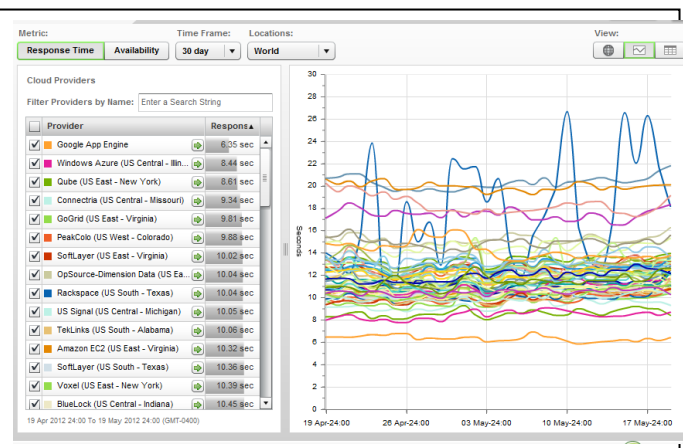 Metric:
Time Frame:
Locations:
View:
Response Time
Availability
30 day
World
Cloud Providers
Filter Providers by Name:
Enter a Search String
Provider
Respons▲
Google App Engine
6.35 sec
Windows Azure (US Central - Illin...
8.44 sec
Qube (US East - New York)
8.61 sec
Connectria (US Central - Missouri)
9.34 sec
GoGrid (US East - Virginia)
9.81 sec
PeakColo (US West - Colorado)
9.88 sec
SoftLayer (US East - Virginia)
10.02 sec
OpSource-Dimension Data (US Ea...
10.04 sec
10.04 sec
US Signal (US Central - Michigan)
10.05 sec
TekLinks (US South - Alabama)
10.06 sec
Amazon EC2 (US East - Virginia)
10.32 sec
SoftLayer (US South - Texas)
10.36 sec
Voxel (US East - New York)
10.39 sec
BlueLock (US Central - Indiana)
10.45 sec
19 Apr 2012 24:00 To 19 May 2012 24:00 (GMT-0400)
Seconds
30
28
26
24
22
20
18
16
14
12
10
8
6
4
2
0
19 Apr-24:00
26 Apr-24:00
03 May-24:00
10 May-24:00
17 May-24:00